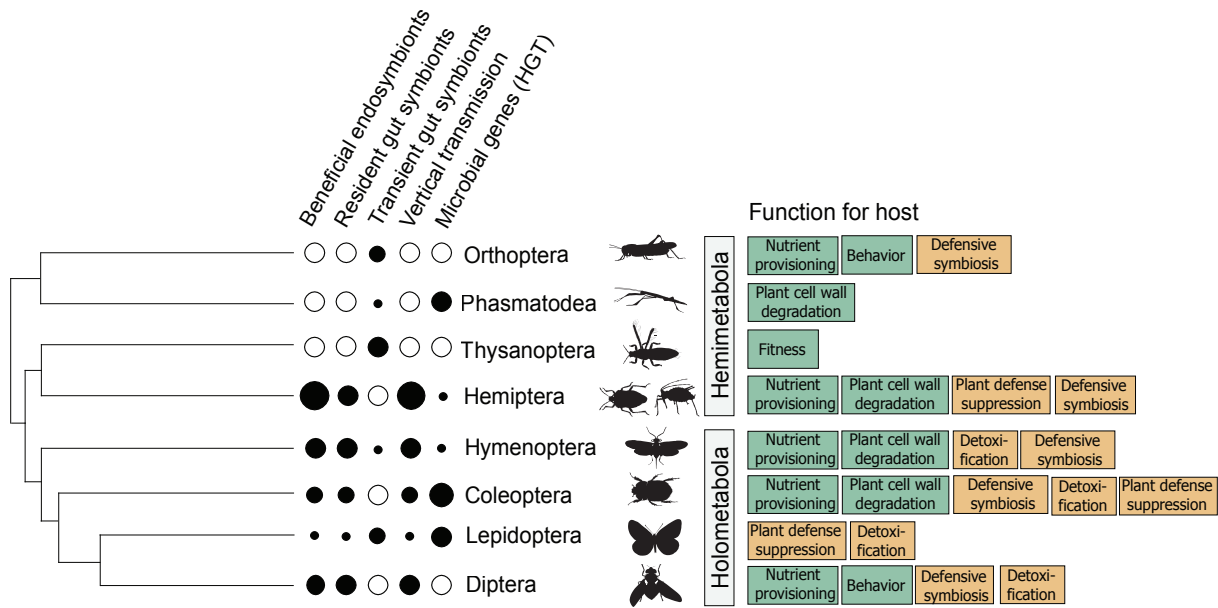 Beneficial endosymbionts
Resident gut symbionts
Transient gut symbionts
Vertical transmission
Microbial genes (HGT)
Function for host
Orthoptera
Phasmatodea
Thysanoptera
Hemiptera
Hymenoptera
Coleoptera
Lepidoptera
Diptera
Hemimetabola
Holometabola
Nutrient
provisioning
Behavior
Defensive
symbiosis
Plant cell wall
degradation
Fitness
Nutrient
provisioning
Plant cell wall
degradation
Plant defense
suppression
Defensive
symbiosis
Nutrient
provisioning
Plant cell wall
degradation
Detoxi-
fication
Defensive
symbiosis
Nutrient
provisioning
Plant cell wall
degradation
Defensive
symbiosis
Detoxi-
fication
Plant defense
suppression
Plant defense
suppression
Detoxi-
fication
Nutrient
provisioning
Behavior
Defensive
symbiosis
Detoxi-
fication